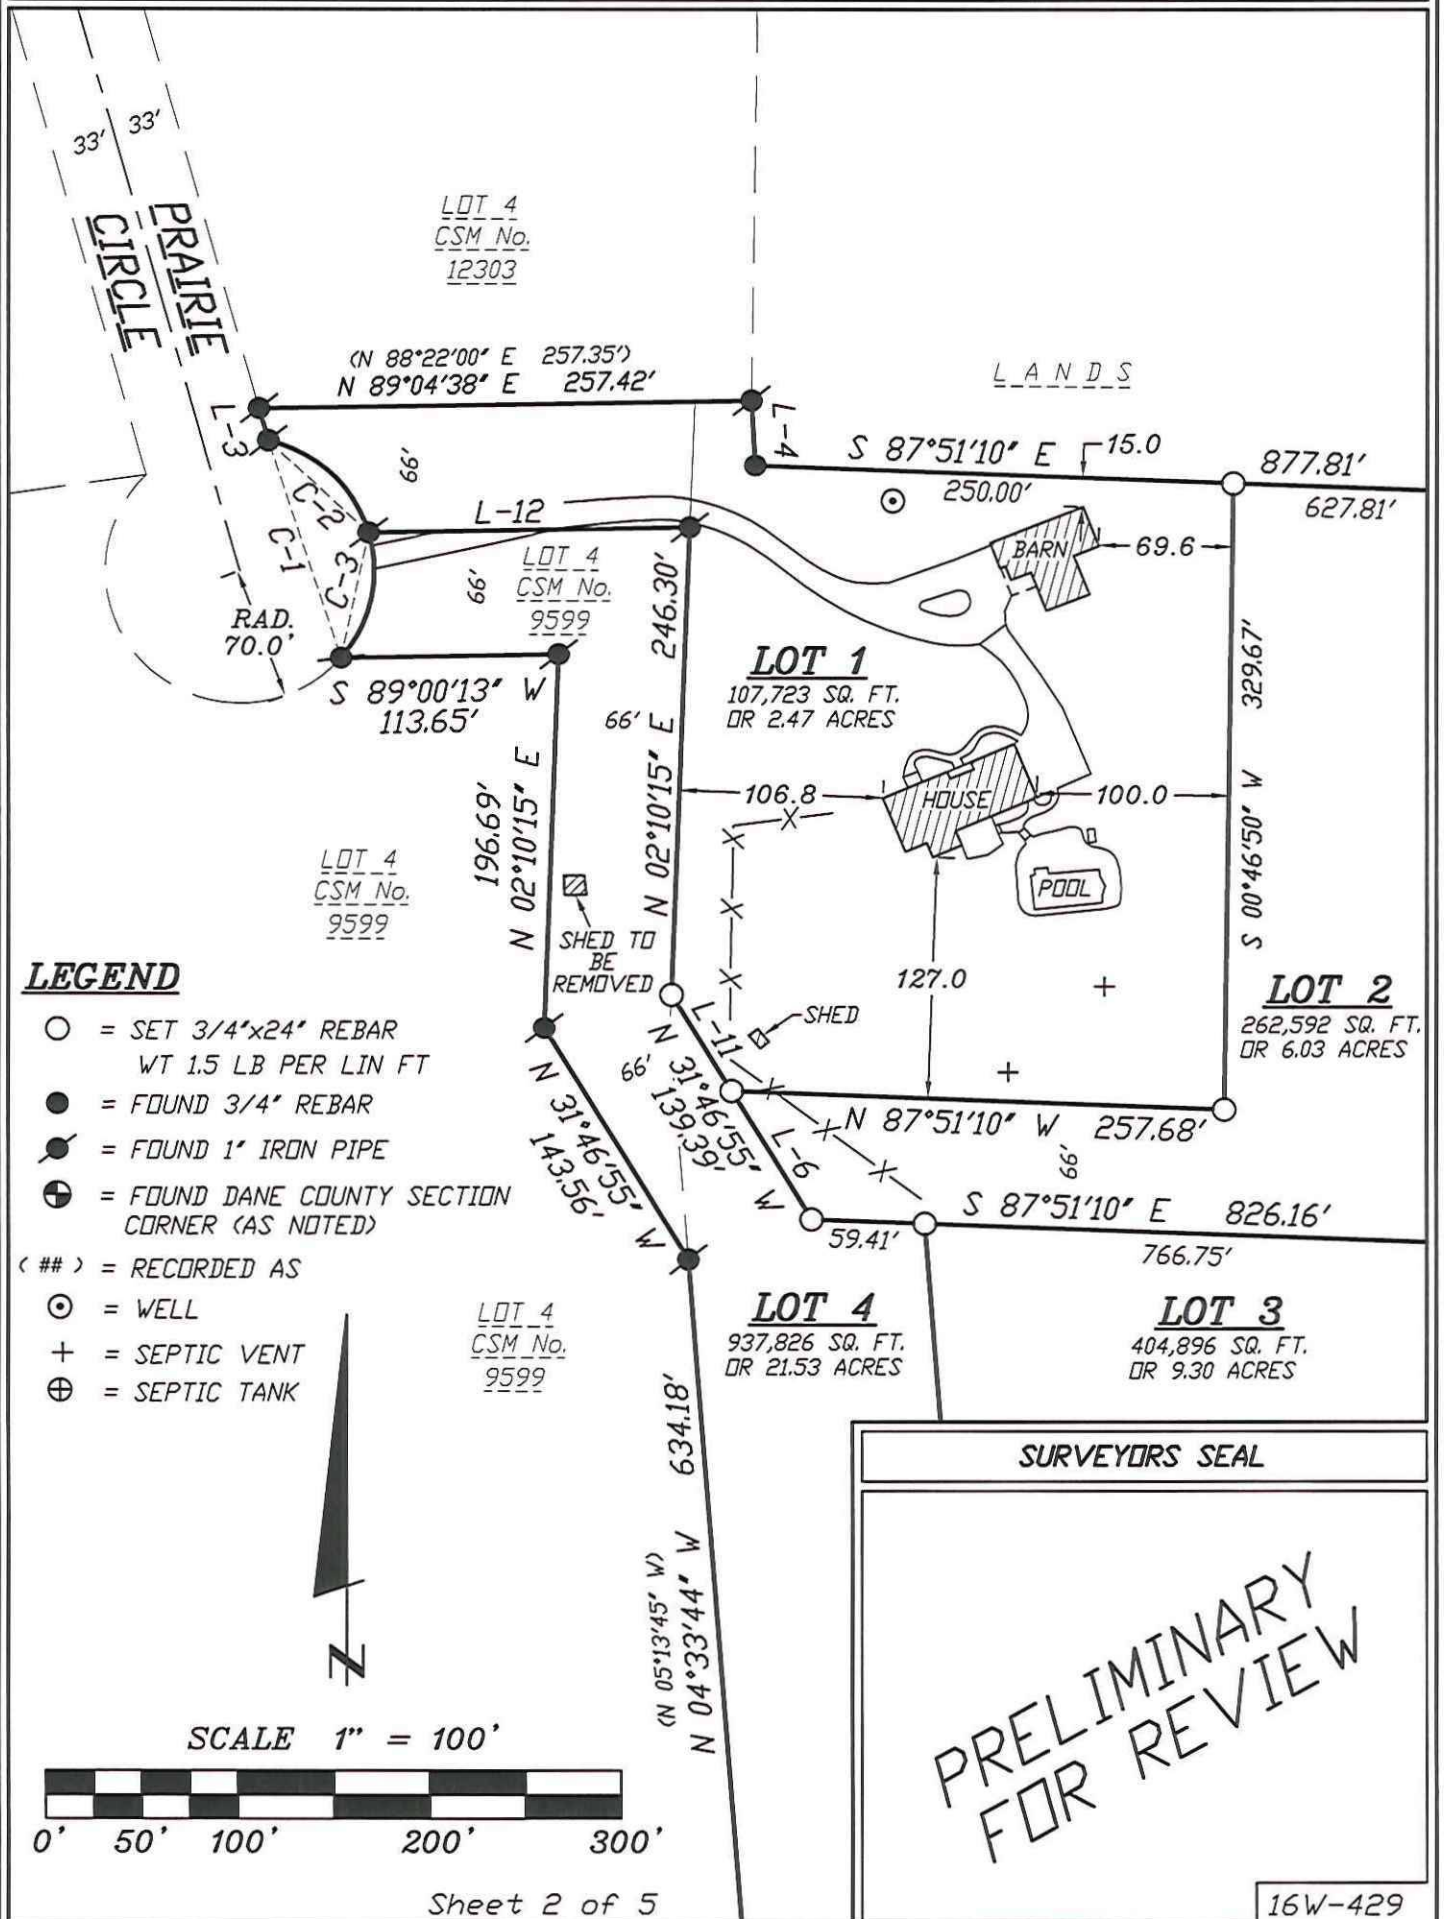 33'
33'
PRAIRIE
CIRCLE
LOT 4
CSM No.
12303
(N 88°22'00" E 257.35')
N 89°04'38" E 257.42'
LANDS
L-3
L-4
S 87°51'10" E
15.0
877.81'
250.00'
627.81'
66'
C-2
L-12
C-1
C-3
LOT 4
CSM No.
9599
66'
BARN
69.6
246.30'
RAD.
70.0'
329.67'
LOT 1
107,723 SQ. FT.
OR 2.47 ACRES
S 89°00'13" W
113.65'
66'
N 02°10'15" E
196.69'
N 02°10'15" E
106.8
HOUSE
100.0
S 00°46'50" W
POOL
LOT 4
CSM No.
9599
SHED TO
BE
REMOVED
127.0
LEGEND
= SET 3/4"x24" REBAR
WT 1.5 LB PER LIN FT
= FOUND 3/4" REBAR
= FOUND 1" IRON PIPE
= FOUND DANE COUNTY SECTION
CORNER (AS NOTED)
( ## ) = RECORDED AS
= WELL
= SEPTIC VENT
= SEPTIC TANK
LOT 2
262,592 SQ. FT.
OR 6.03 ACRES
L-11
SHED
66'
N 31°46'55" W
139.39'
N 31°46'55" W
143.56'
L-6
N 87°51'10" W 257.68'
66'
59.41'
S 87°51'10" E 826.16'
766.75'
LOT 4
CSM No.
9599
LOT 4
937,826 SQ. FT.
OR 21.53 ACRES
LOT 3
404,896 SQ. FT.
OR 9.30 ACRES
634.18'
N 04°33'44" W
(N 05°13'45" W)
SURVEYORS SEAL
PRELIMINARY
FOR REVIEW
N
SCALE 1" = 100'
0' 50' 100' 200' 300'
Sheet 2 of 5
16W-429